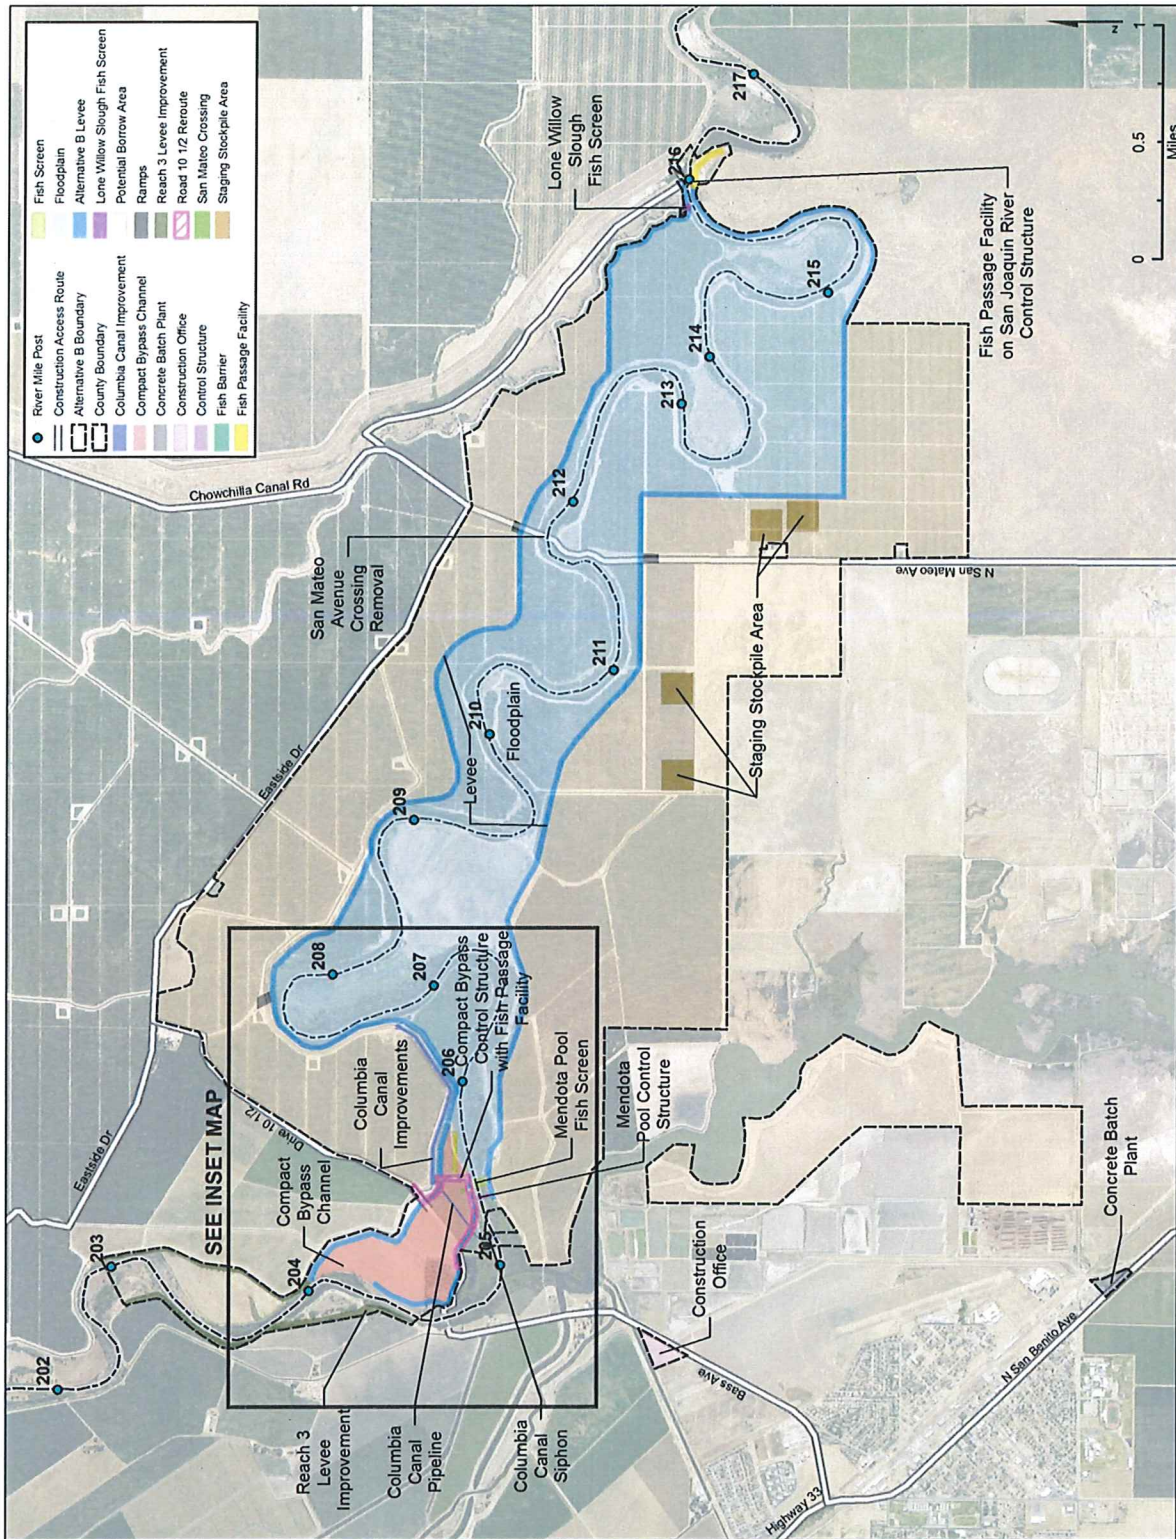 River Mile Post
Construction Access Route
Alternative B Boundary
County Boundary
Columbia Canal Improvement
Compact Bypass Channel
Concrete Batch Plant
Construction Office
Control Structure
Fish Barrier
Fish Passage Facility
Fish Screen
Floodplain
Alternative B Levee
Lone Willow Slough Fish Screen
Potential Borrow Area
Ramps
Reach 3 Levee Improvement
Road 10 1/2 Reroute
San Mateo Crossing
Staging Stockpile Area
Eastside Dr
Eastside Dr
Chowchilla Canal Rd
Drive 10 1/2
SEE INSET MAP
202
203
204
205
206
207
208
209
210
211
212
213
214
215
216
217
Compact
Bypass
Channel
Columbia
Canal
Improvements
San Mateo
Avenue
Crossing
Removal
Lone Willow
Slough
Fish Screen
Levee
Floodplain
Reach 3
Levee
Improvement
Columbia
Canal
Pipeline
Columbia
Canal
Siphon
Compact Bypass
Control Structure
with Fish Passage
Facility
Mendota Pool
Fish Screen
Mendota
Pool Control
Structure
Staging Stockpile Area
N San Mateo Ave
Fish Passage Facility
on San Joaquin River
Control Structure
Construction
Office
Concrete Batch
Plant
Bass Ave
N San Benito Ave
Highway 33
0
0.5
1
Miles
N